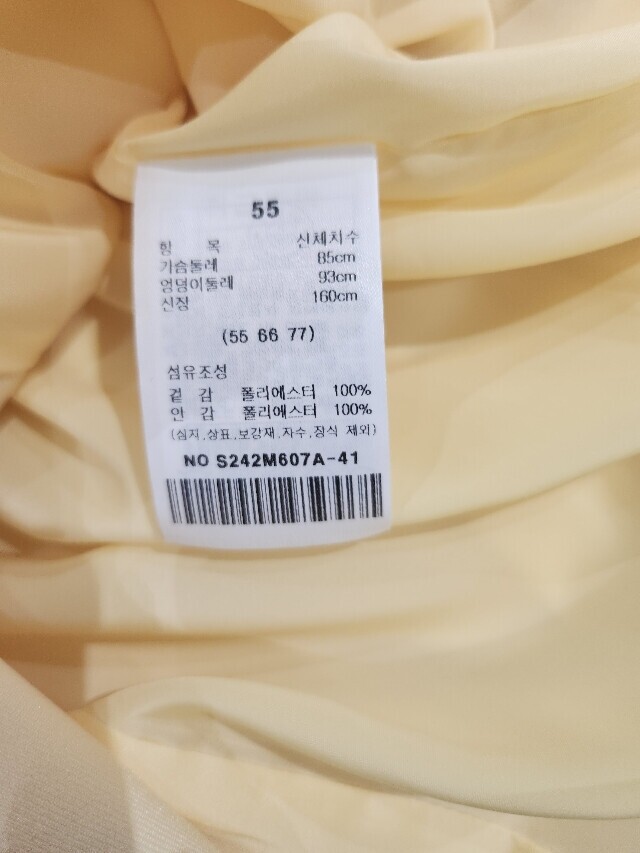 55
항 목 신체치수
가슴둘레 85cm
엉덩이둘레 93cm
신장 160cm
(55 66 77)
섬유조성
겉 감 폴리에스터 100%
안 감 폴리에스터 100%
(심지,상표,보강재,자수,장식 제외)
NO S242M607A-41